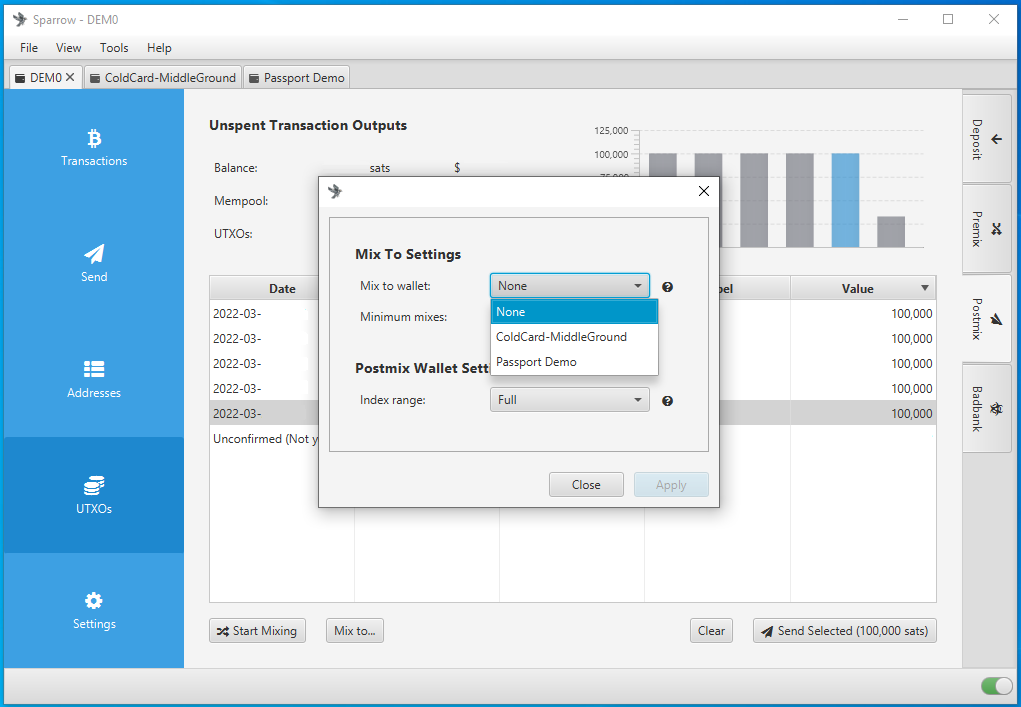 Sparrow - DEM0
File View Tools Help
DEM0 ColdCard-MiddleGround Passport Demo
Transactions
Send
Addresses
UTXOs
Settings
Unspent Transaction Outputs
Balance: sats $
Mempool:
UTXOs:
125,000
100,000
Date Value
2022-03- 100,000
2022-03- 100,000
2022-03- 100,000
2022-03- 100,000
2022-03- 100,000
Unconfirmed (Not y
Mix To Settings
Mix to wallet: None
None
ColdCard-MiddleGround
Passport Demo
Minimum mixes:
Postmix Wallet Sett
Index range: Full
Close Apply
Start Mixing Mix to... Clear Send Selected (100,000 sats)
Deposit
Premix
Postmix
Badbank